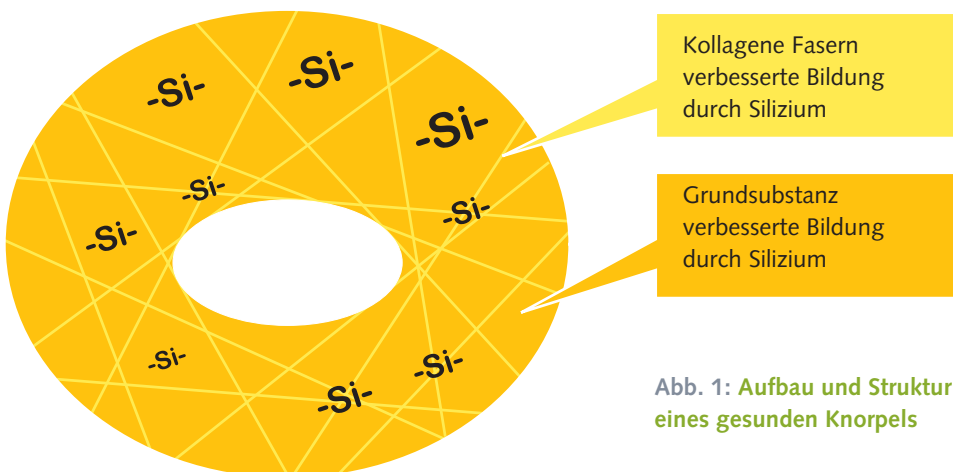 -Si-
-Si-
-Si-
-Si-
-Si-
-Si-
-Si-
-Si-
-Si-
Kollagene Fasern
verbesserte Bildung
durch Silizium
Grundsubstanz
verbesserte Bildung
durch Silizium
Abb. 1: Aufbau und Struktur
eines gesunden Knorpels